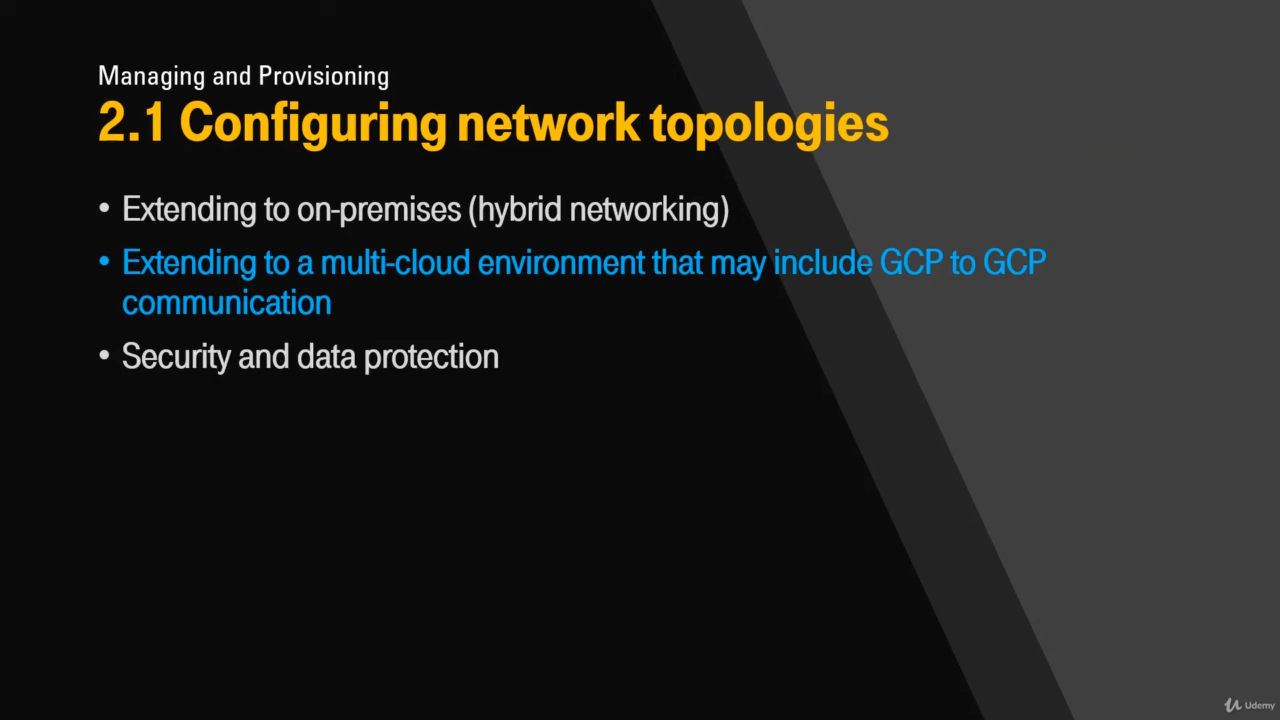 Managing and Provisioning
2.1 Configuring network topologies
• Extending to on-premises (hybrid networking)
• Extending to a multi-cloud environment that may include GCP to GCP
communication
• Security and data protection
Udemy